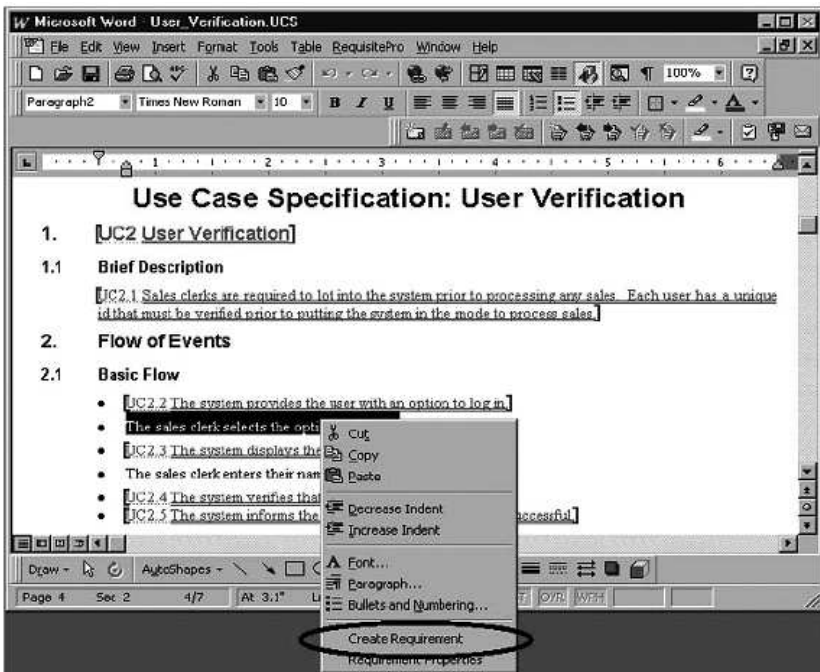 Microsoft Word - User_Verification.UCS
File Edit View Insert Format Tools Table RequisitePro Window Help
100%
Paragraph2 Times New Roman 10 B I U
1 2 3 4 5 6
Use Case Specification: User Verification
1. [UC2 User Verification]
1.1 Brief Description
[UC2.1 Sales clerks are required to lot into the system prior to processing any sales. Each user has a unique
id that must be verified prior to putting the system in the mode to process sales.]
2. Flow of Events
2.1 Basic Flow
• [UC2.2 The system provides the user with an option to log in.]
• The sales clerk selects the opti
• [UC2.3 The system displays the
• The sales clerk enters their nam
• [UC2.4 The system verifies that
• [UC2.5 The system informs the ccessful.]
Cut
Copy
Paste
Decrease Indent
Increase Indent
Font...
Paragraph...
Bullets and Numbering...
Create Requirement
Requirement Properties
Draw AutoShapes
Page 4 Sec 2 4/7 At 3.1" OVR WPH